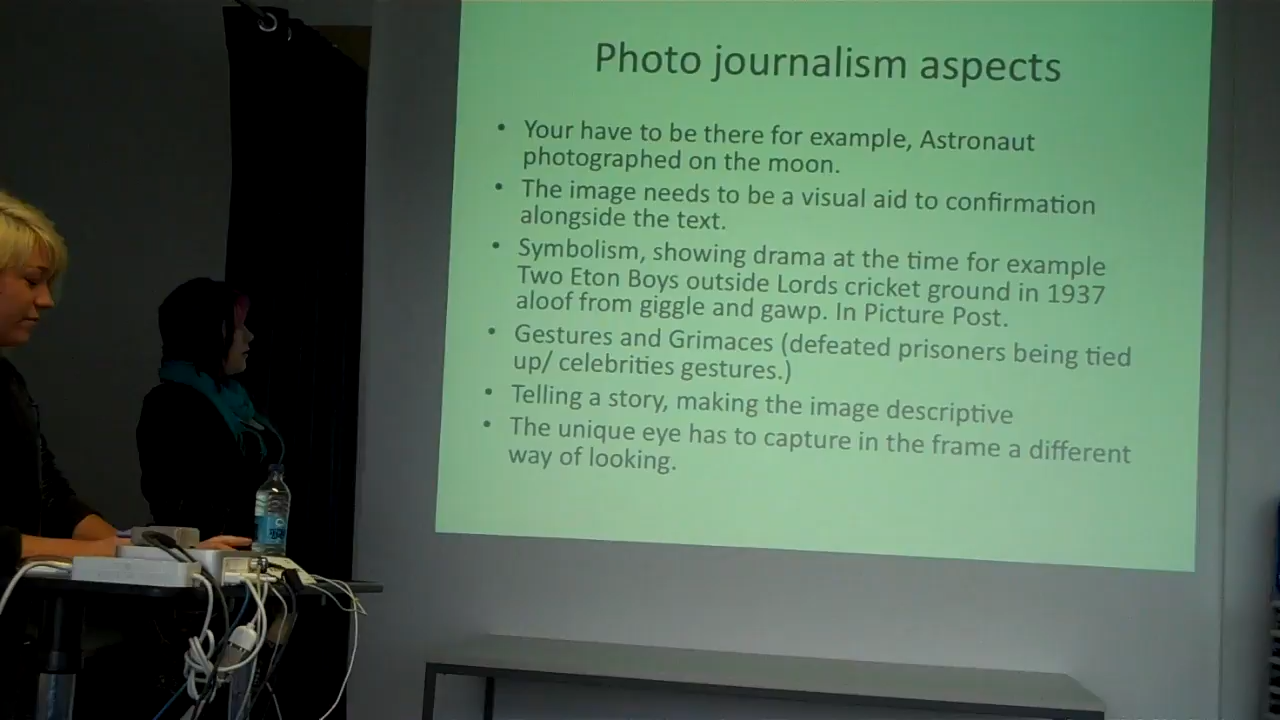 Photo journalism aspects
• Your have to be there for example, Astronaut
photographed on the moon.
• The image needs to be a visual aid to confirmation
alongside the text.
• Symbolism, showing drama at the time for example
Two Eton Boys outside Lords cricket ground in 1937
aloof from giggle and gawp. In Picture Post.
• Gestures and Grimaces (defeated prisoners being tied
up/ celebrities gestures.)
• Telling a story, making the image descriptive
• The unique eye has to capture in the frame a different
way of looking.